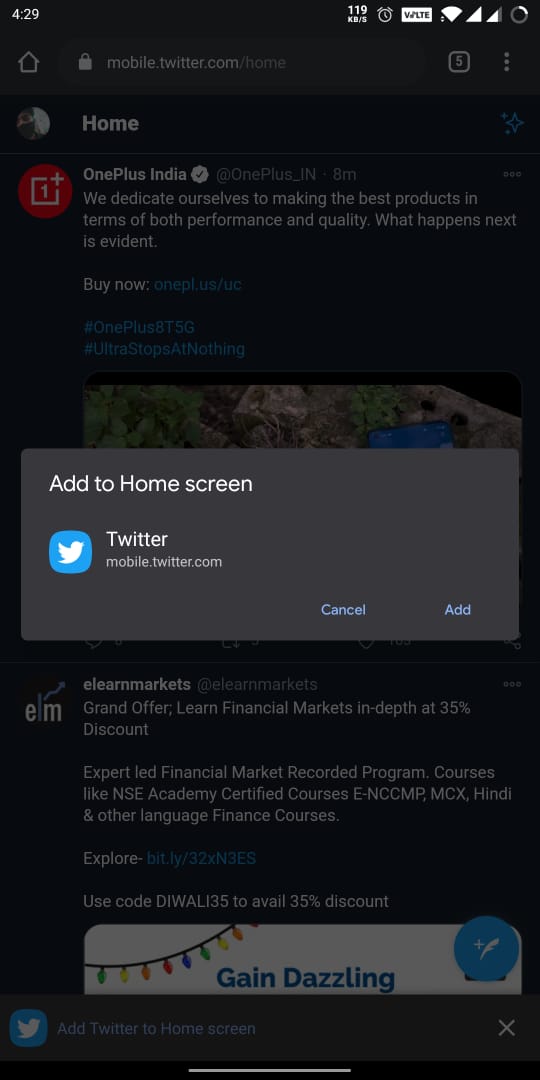 4:29
119
KB/S
VoLTE
mobile.twitter.com/home
5
Home
OnePlus India @OnePlus_IN · 8m
We dedicate ourselves to making the best products in
terms of both performance and quality. What happens next
is evident.
Buy now: onepl.us/uc
#OnePlus8T5G
#UltraStopsAtNothing
Add to Home screen
Twitter
mobile.twitter.com
Cancel
Add
elm
elearnmarkets @elearnmarkets
Grand Offer; Learn Financial Markets in-depth at 35%
Discount
Expert led Financial Market Recorded Program. Courses
like NSE Academy Certified Courses E-NCCMP, MCX, Hindi
& other language Finance Courses.
Explore- bit.ly/32xN3ES
Use code DIWALI35 to avail 35% discount
Gain Dazzling
Add Twitter to Home screen